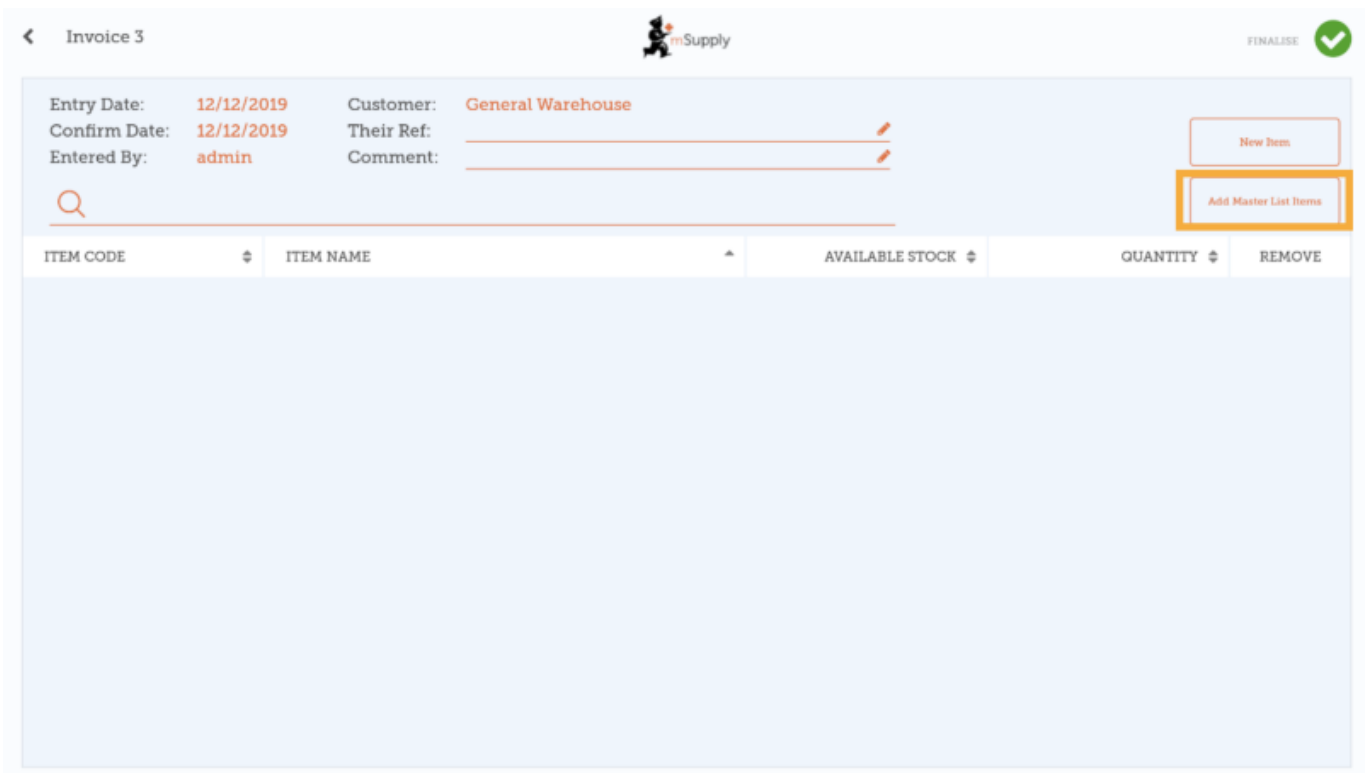 Invoice 3
mSupply
FINALISE
Entry Date: 12/12/2019 Customer: General Warehouse
Confirm Date: 12/12/2019 Their Ref:
Entered By: admin Comment:
New Item
Add Master List Items
ITEM CODE ITEM NAME AVAILABLE STOCK QUANTITY REMOVE